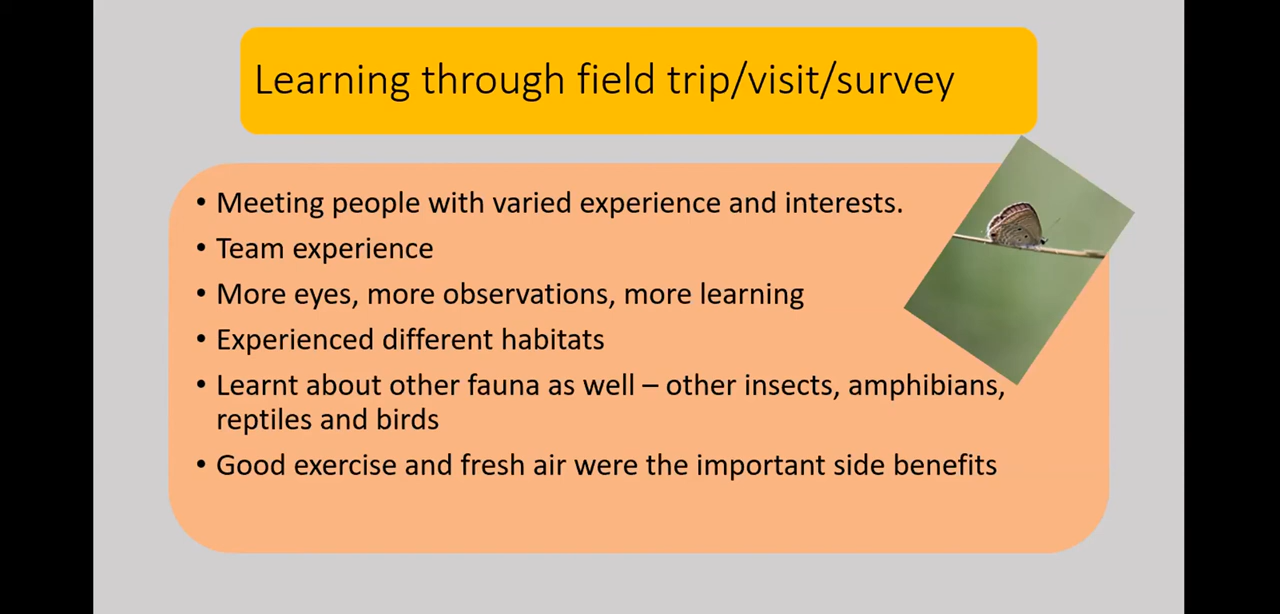 Learning through field trip/visit/survey
• Meeting people with varied experience and interests.
• Team experience
• More eyes, more observations, more learning
• Experienced different habitats
• Learnt about other fauna as well – other insects, amphibians,
reptiles and birds
• Good exercise and fresh air were the important side benefits